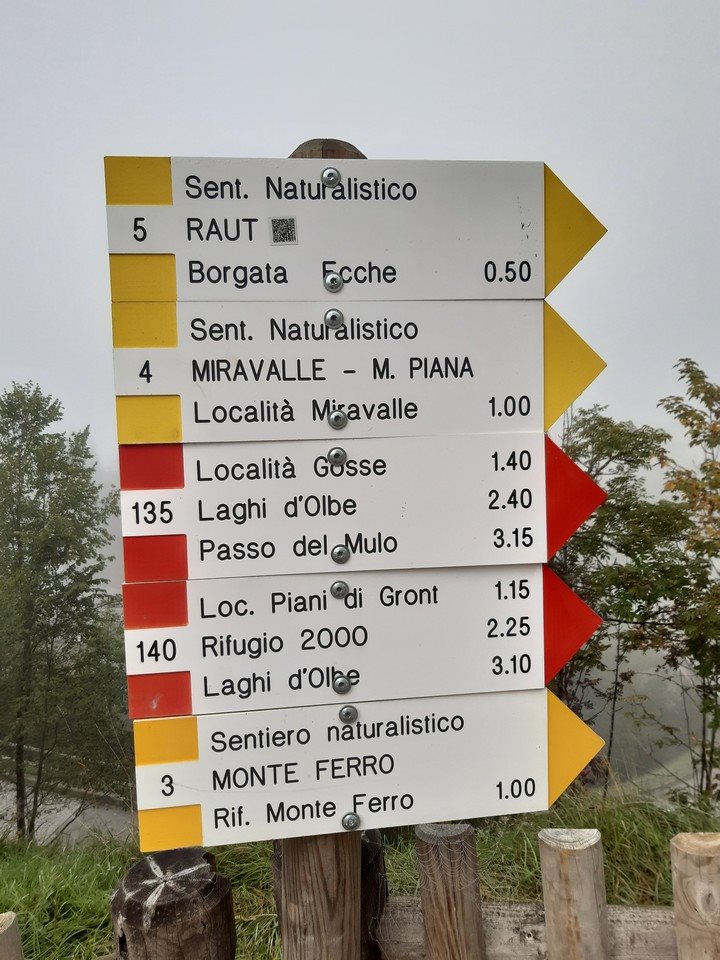 Sent. Naturalistico
5 RAUT
Borgata Ecche 0.50
Sent. Naturalistico
4 MIRAVALLE - M. PIANA
Località Miravalle 1.00
Località Gosse 1.40
135 Laghi d'Olbe 2.40
Passo del Mulo 3.15
Loc. Piani di Gront 1.15
140 Rifugio 2000 2.25
Laghi d'Olbe 3.10
Sentiero naturalistico
3 MONTE FERRO
Rif. Monte Ferro 1.00